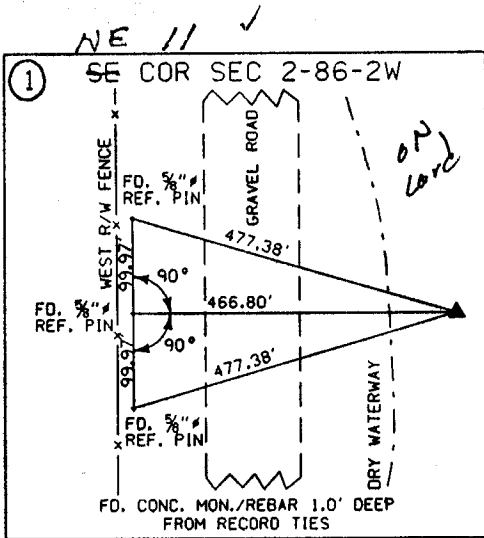 NE 11
① SE COR SEC 2-86-2W
WEST R/W FENCE
GRAVEL ROAD
FD. 5/8"ø
REF. PIN
477.38'
99.97'
90°
FD. 5/8"ø
REF. PIN
466.80'
90°
99.97'
477.38'
FD. 5/8"ø
REF. PIN
DRY WATERWAY
FD. CONC. MON./REBAR 1.0' DEEP
FROM RECORD TIES
ON